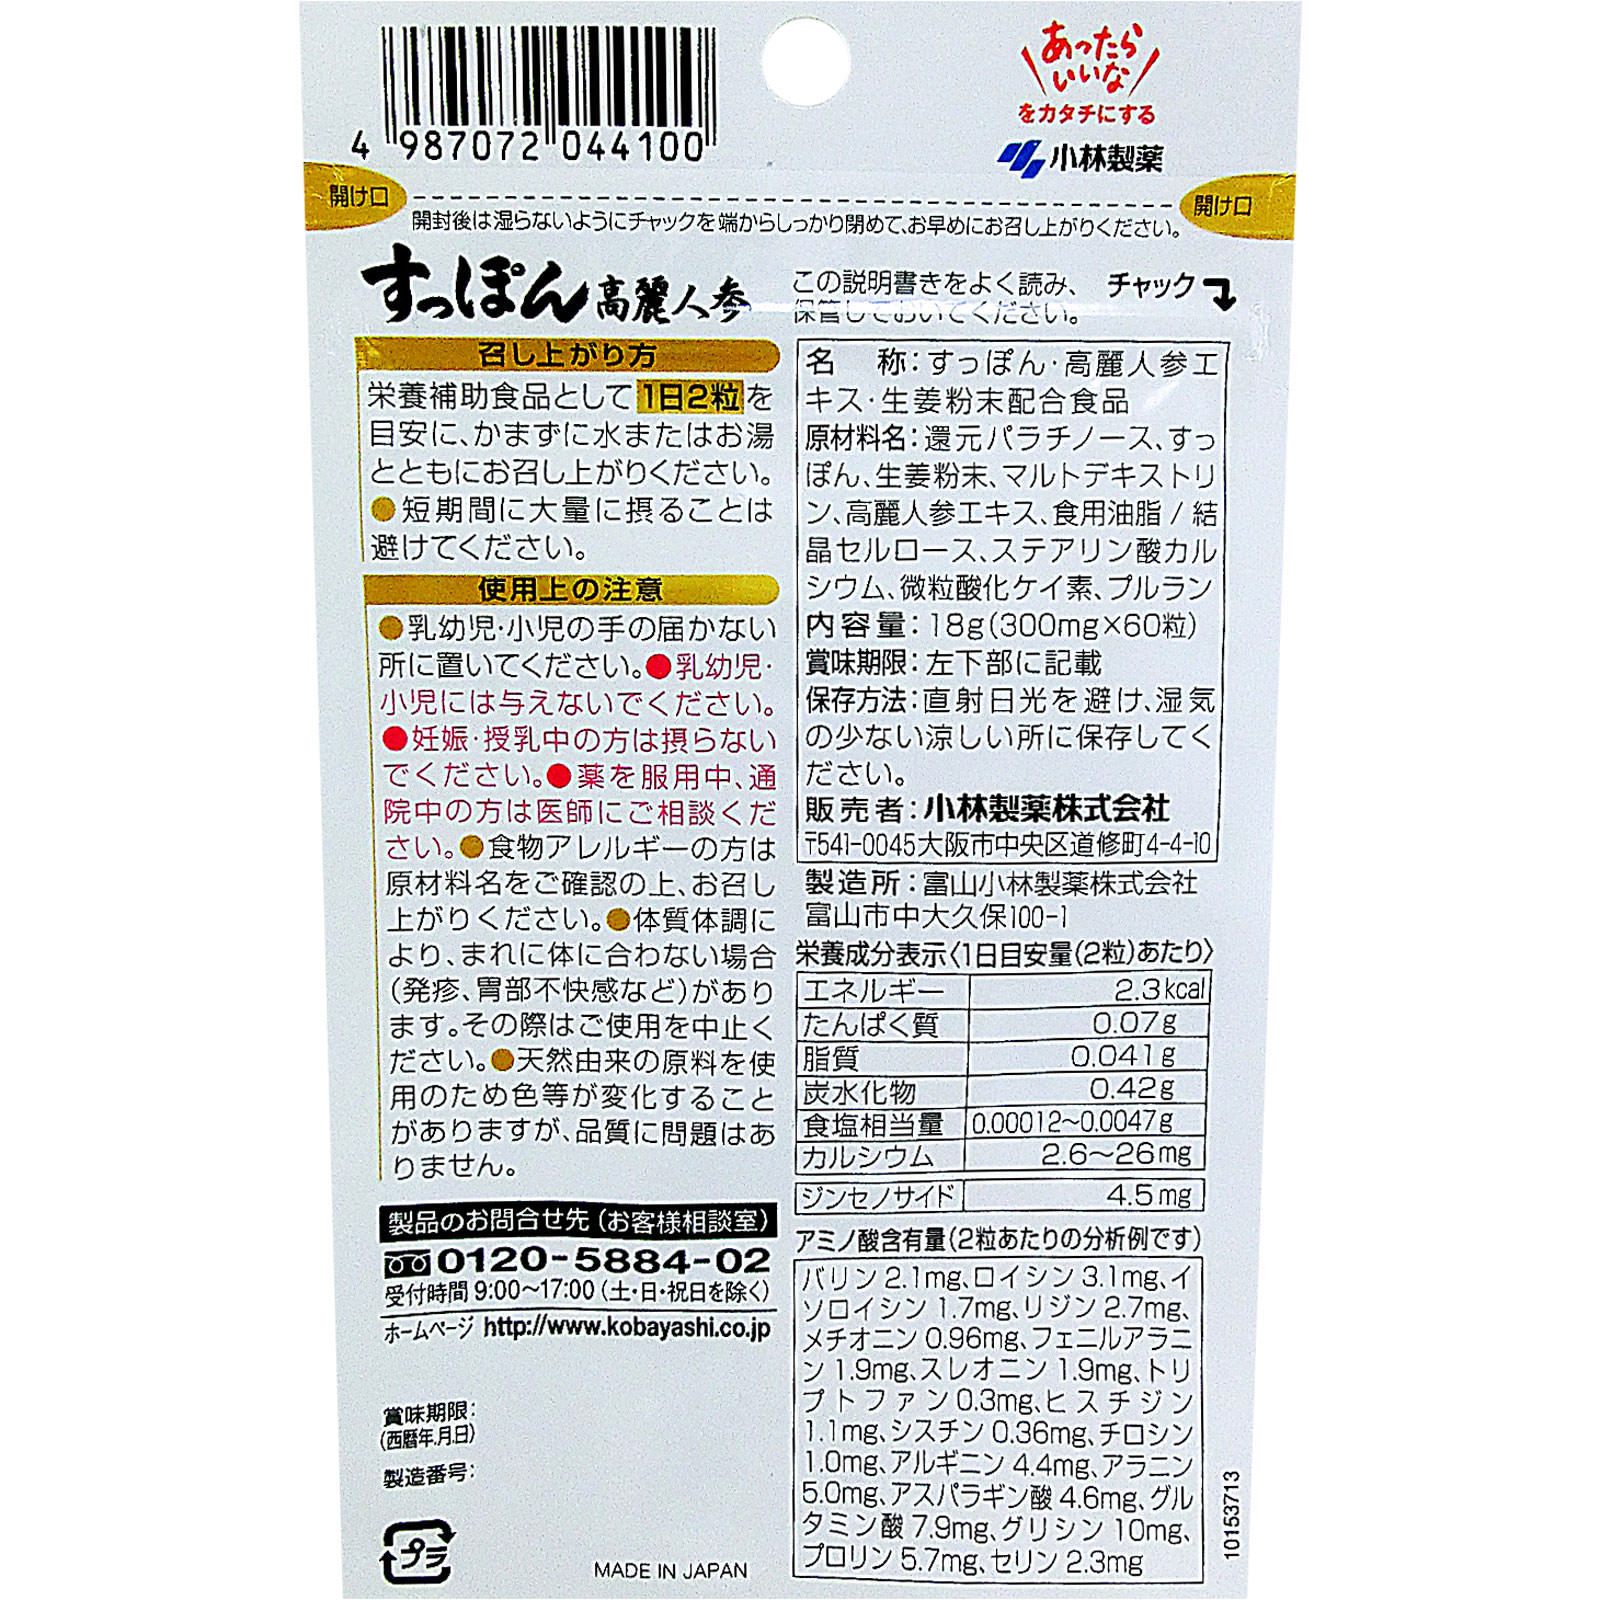 4 987072 044100
あったら
いいな
をカタチにする
小林製薬
開け口
開け口
開封後は湿らないようにチャックを端からしっかり閉めて、お早めにお召し上がりください。
すっぽん高麗人参
この説明書きをよく読み、
保管しておいてください。
チャック
召し上がり方
栄養補助食品として1日2粒を
目安に、かまずに水またはお湯
とともにお召し上がりください。
●短期間に大量に摂ることは
避けてください。
使用上の注意
●乳幼児・小児の手の届かない
所に置いてください。●乳幼児・
小児には与えないでください。
●妊娠・授乳中の方は摂らない
でください。●薬を服用中、通
院中の方は医師にご相談くだ
さい。●食物アレルギーの方は
原材料名をご確認の上、お召し
上がりください。●体質体調に
より、まれに体に合わない場合
(発疹、胃部不快感など)があり
ます。その際はご使用を中止く
ださい。●天然由来の原料を使
用のため色等が変化すること
がありますが、品質に問題はあ
りません。
製品のお問合せ先(お客様相談室)
0120-5884-02
受付時間 9:00~17:00 (土・日・祝日を除く)
ホームページ http://www.kobayashi.co.jp
賞味期限:
(西暦年.月.日)
製造番号:
プラ
MADE IN JAPAN
名 称:すっぽん・高麗人参エ
キス・生姜粉末配合食品
原材料名:還元パラチノース、すっ
ぽん、生姜粉末、マルトデキストリ
ン、高麗人参エキス、食用油脂/結
晶セルロース、ステアリン酸カル
シウム、微粒酸化ケイ素、プルラン
内容量:18g(300mg×60粒)
賞味期限:左下部に記載
保存方法:直射日光を避け、湿気
の少ない涼しい所に保存してく
ださい。
販売者:小林製薬株式会社
〒541-0045大阪市中央区道修町4-4-10
製造所:富山小林製薬株式会社
富山市中大久保100-1
栄養成分表示〈1日目安量(2粒)あたり〉
エネルギー 2.3kcal
たんぱく質 0.07g
脂質 0.041g
炭水化物 0.42g
食塩相当量 0.00012~0.0047g
カルシウム 2.6~26mg
ジンセノサイド 4.5mg
アミノ酸含有量(2粒あたりの分析例です)
バリン2.1mg、ロイシン3.1mg、イ
ソロイシン1.7mg、リジン2.7mg、
メチオニン0.96mg、フェニルアラニ
ン1.9mg、スレオニン1.9mg、トリ
プトファン0.3mg、ヒスチジン
1.1mg、シスチン0.36mg、チロシン
1.0mg、アルギニン4.4mg、アラニン
5.0mg、アスパラギン酸4.6mg、グル
タミン酸7.9mg、グリシン10mg、
プロリン5.7mg、セリン2.3mg
10153713